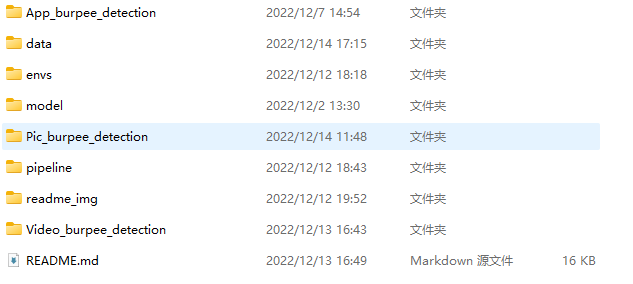 App_burpee_detection 2022/12/7 14:54 文件夹
data 2022/12/14 17:15 文件夹
envs 2022/12/12 18:18 文件夹
model 2022/12/2 13:30 文件夹
Pic_burpee_detection 2022/12/14 11:48 文件夹
pipeline 2022/12/12 18:43 文件夹
readme_img 2022/12/12 19:52 文件夹
Video_burpee_detection 2022/12/13 16:43 文件夹
README.md 2022/12/13 16:49 Markdown 源文件 16 KB